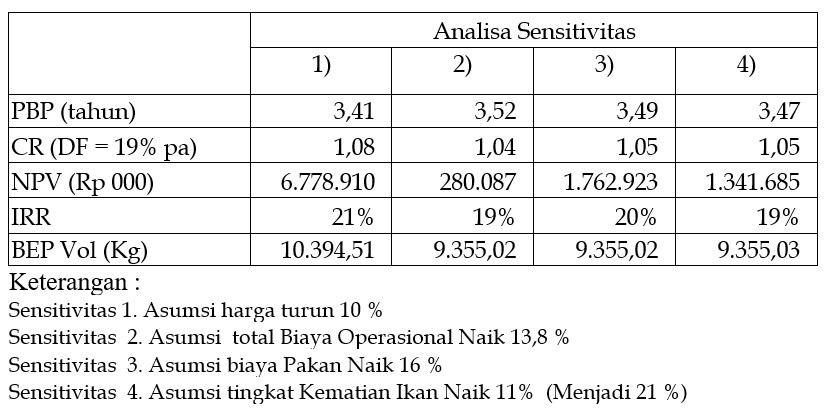 Analisa Sensitivitas
1) 2) 3) 4)
PBP (tahun) 3,41 3,52 3,49 3,47
CR (DF = 19% pa) 1,08 1,04 1,05 1,05
NPV (Rp 000) 6.778.910 280.087 1.762.923 1.341.685
IRR 21% 19% 20% 19%
BEP Vol (Kg) 10.394,51 9.355,02 9.355,02 9.355,03
Keterangan :
Sensitivitas 1. Asumsi harga turun 10 %
Sensitivitas 2. Asumsi total Biaya Operasional Naik 13,8 %
Sensitivitas 3. Asumsi biaya Pakan Naik 16 %
Sensitivitas 4. Asumsi tingkat Kematian Ikan Naik 11% (Menjadi 21 %)